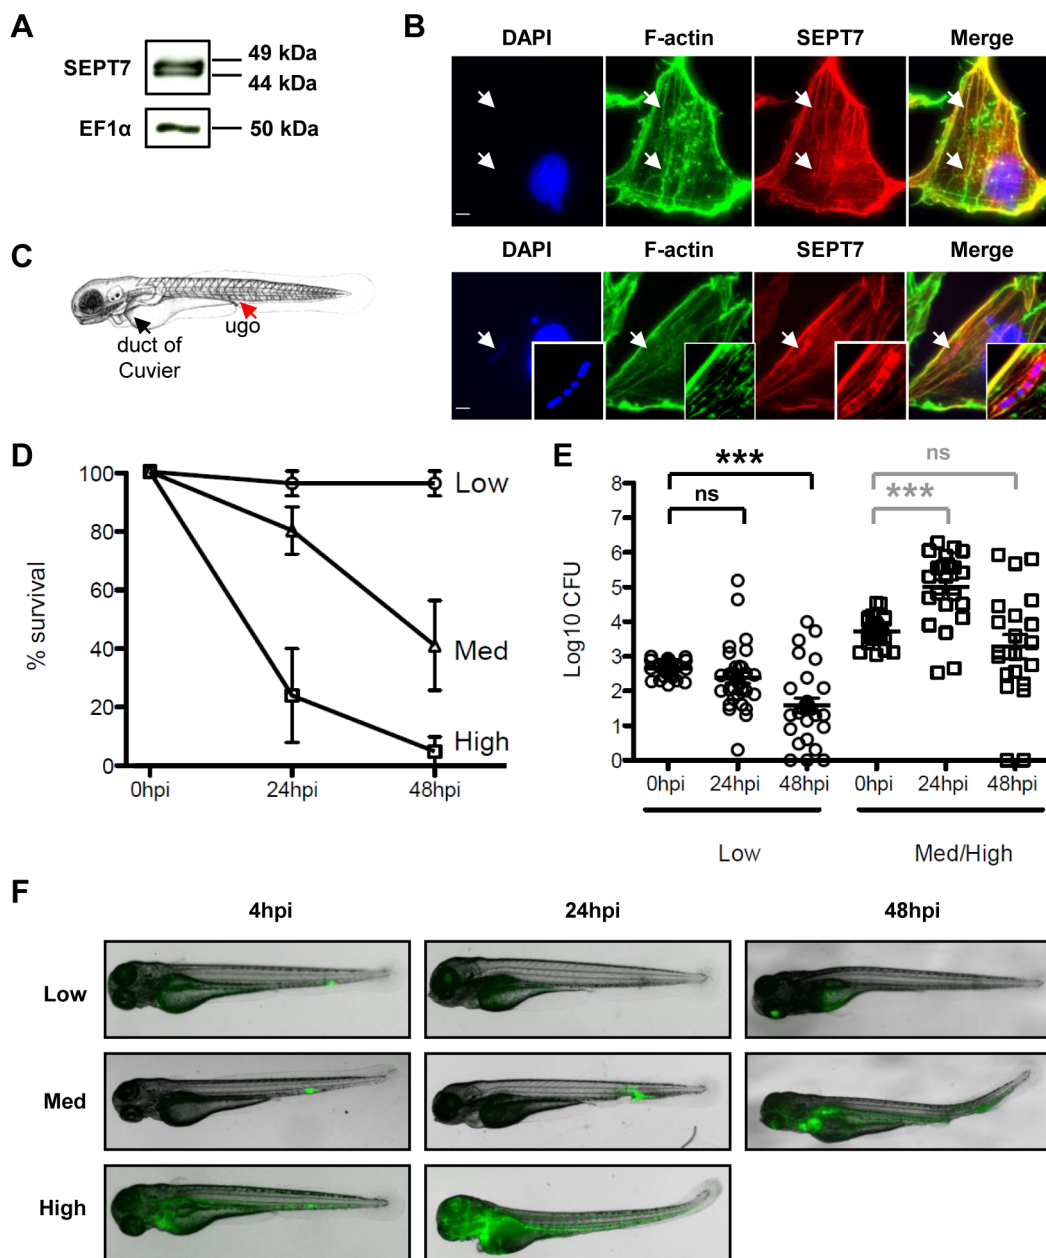 A
SEPT7
49 kDa
44 kDa
EF1α
50 kDa
B
DAPI
F-actin
SEPT7
Merge
DAPI
F-actin
SEPT7
Merge
C
duct of
Cuvier
ugo
D
% survival
100
80
60
40
20
0
0hpi
24hpi
48hpi
Low
Med
High
E
Log10 CFU
8
7
6
5
4
3
2
1
0
***
ns
ns
***
0hpi
24hpi
48hpi
0hpi
24hpi
48hpi
Low
Med/High
F
4hpi
24hpi
48hpi
Low
Med
High